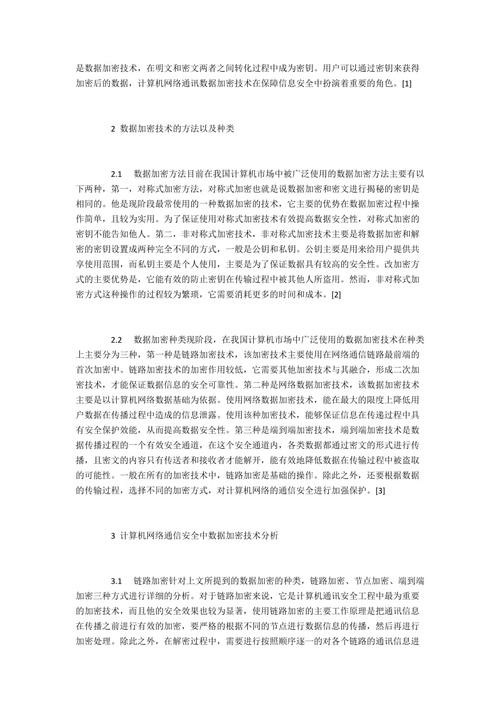 是数据加密技术，在明文和密文两者之间转化过程中成为密钥。用户可以通过密钥来获得
加密后的数据，计算机网络通讯数据加密技术在保障信息安全中扮演着重要的角色。[1]
2 数据加密技术的方法以及种类
2.1 数据加密方法目前在我国计算机市场中被广泛使用的数据加密方法主要有以
下两种，第一，对称式加密方法，对称式加密也就是说数据加密和密文进行揭秘的密钥是
相同的。他是现阶段最常使用的一种数据加密的技术，它主要的优势在数据加密过程中操
作简单，且较为实用。为了保证使用对称式加密技术有效提高数据安全性，对称式加密的
密钥不能告知他人。第二，非对称式加密技术，非对称式加密技术主要是将数据加密和解
密的密钥设置成两种完全不同的方式，一般是公钥和私钥。公钥主要是用来给用户提供共
享使用范围，而私钥主要是个人使用，主要是为了保证数据具有较高的安全性。改加密方
式的主要优势是，它能有效的防止密钥在传输过程中被其他人所盗用。然而，非对称式加
密方式这种操作的过程较为繁琐，它需要消耗更多的时间和成本。[2]
2.2 数据加密种类现阶段，在我国计算机市场中广泛使用的数据加密技术在种类
上主要分为三种，第一种是链路加密技术，该加密技术主要使用在网络通信链路最前端的
首次加密中。链路加密技术的加密作用较低，它需要其他加密技术与其融合，形成二次加
密技术，才能保证数据信息的安全可靠性。第二种是网络数据加密技术，该数据加密技术
主要是以计算机网络数据基础为依据。使用网络数据加密技术，能在最大的限度上降低用
户数据在传播过程中造成的信息泄露。使用该种加密技术，能够保证信息在传递过程中具
有安全保护效能，从而提高数据安全性。第三种是端到端加密技术，端到端加密技术是数
据传播过程的一个有效安全通道，在这个安全通道内，各类数据都通过密文的形式进行传
播，且密文的内容只有传送者和接收者才能解开，能有效地降低数据在传输过程中被盗取
的可能性。一般在所有的加密技术中，链路加密是基础的操作。除此之外，还要根据数据
的传输过程，选择不同的加密方式，对计算机网络的通信安全进行加强保护。[3]
3 计算机网络通信安全中数据加密技术分析
3.1 链路加密针对上文所提到的数据加密的种类，链路加密、节点加密、端到端
加密三种方式进行详细的分析。对于链路加密来说，它是计算机通讯安全工程中最为重要
的加密技术，而且他的安全效果也较为显著，使用链路加密的主要工作原理是把通讯信息
在传播之前进行有效的加密，要严格的根据不同的节点进行数据信息的传播，然后再进行
加密处理。除此之外，在解密过程中，需要进行按照顺序逐一的对各个链路的通讯信息进